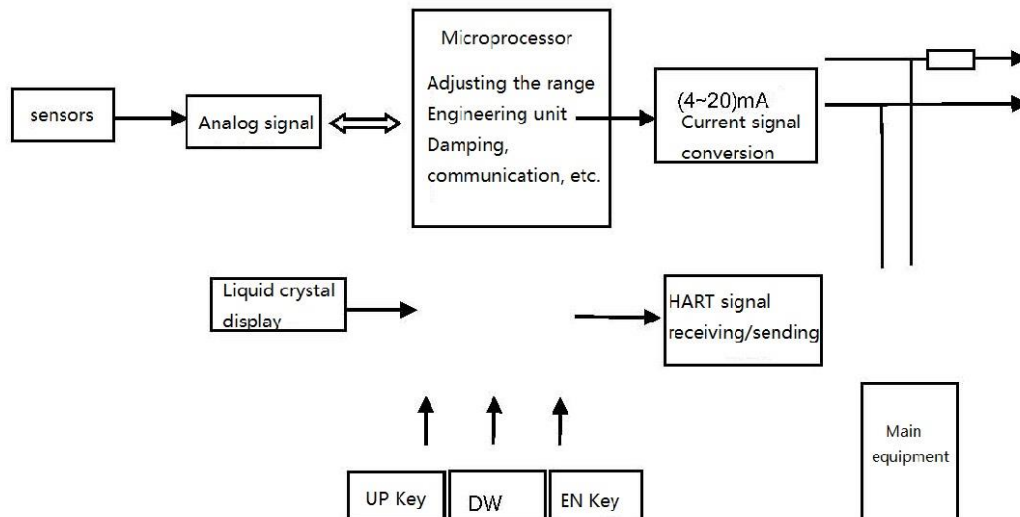 Microprocessor
Adjusting the range
Engineering unit
Damping,
communication, etc.
sensors
Analog signal
(4~20)mA
Current signal
conversion
Liquid crystal
display
HART signal
receiving/sending
Main
equipment
UP Key
DW
EN Key